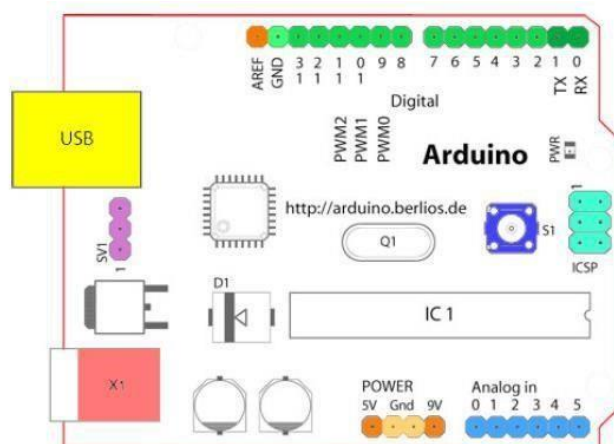 AREF GND 13 12 11 10 9 8 7 6 5 4 3 2 1 0
TX RX
Digital
USB
PWM2 PWM1 PWM0
Arduino
PWR
1
http://arduino.berlios.de
S1
SV1
1
Q1
ICSP
D1
IC 1
X1
POWER
Analog in
5V Gnd 9V
0 1 2 3 4 5